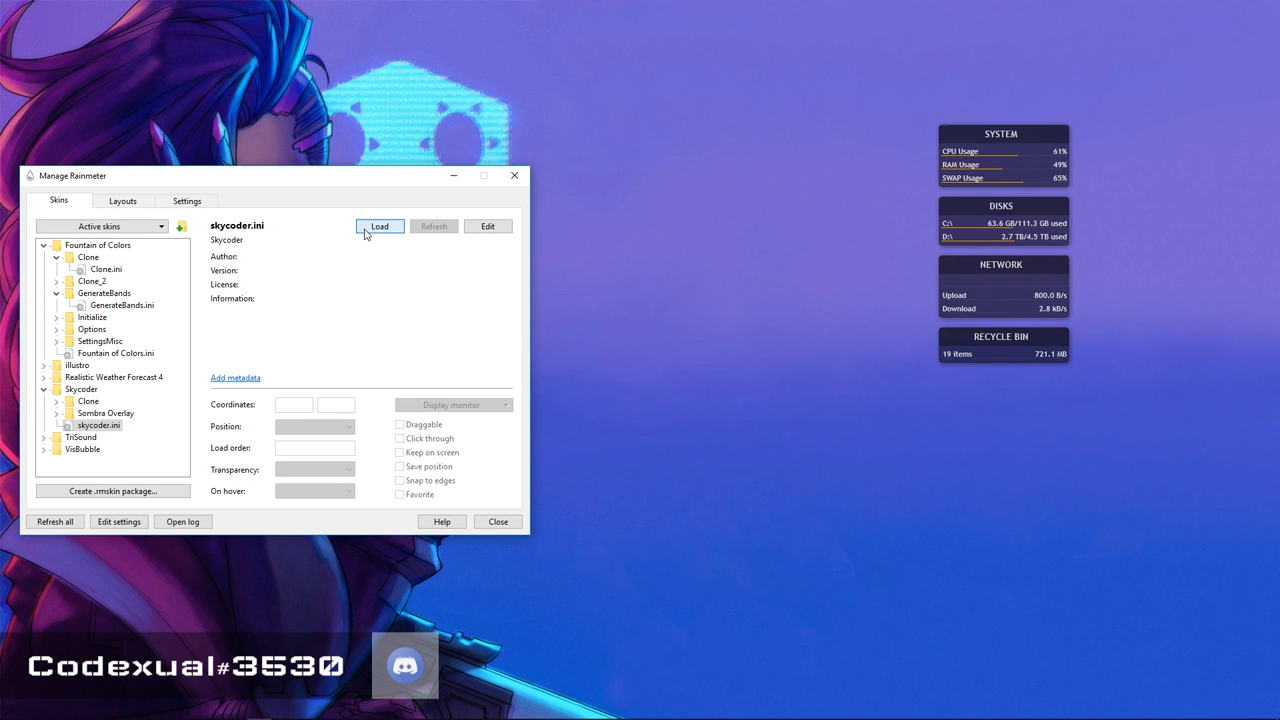 Manage Rainmeter
Skins
Layouts
Settings
Active skins
Fountain of Colors
Clone
Clone.ini
Clone_2
GenerateBands
GenerateBands.ini
Initialize
Options
SettingsMisc
Fountain of Colors.ini
illustro
Realistic Weather Forecast 4
Skycoder
Clone
Sombra Overlay
skycoder.ini
TriSound
VisBubble
Create .rmskin package...
skycoder.ini
Load
Refresh
Edit
Skycoder
Author:
Version:
License:
Information:
Add metadata
Coordinates:
Display monitor
Position:
Load order:
Transparency:
On hover:
Draggable
Click through
Keep on screen
Save position
Snap to edges
Favorite
Refresh all
Edit settings
Open log
Help
Close
SYSTEM
CPU Usage 61%
RAM Usage 49%
SWAP Usage 65%
DISKS
C:\ 63.6 GB/111.3 GB used
D:\ 2.7 TB/4.5 TB used
NETWORK
Upload 800.0 B/s
Download 2.8 kB/s
RECYCLE BIN
19 items 721.1 MB
Codexual#3530